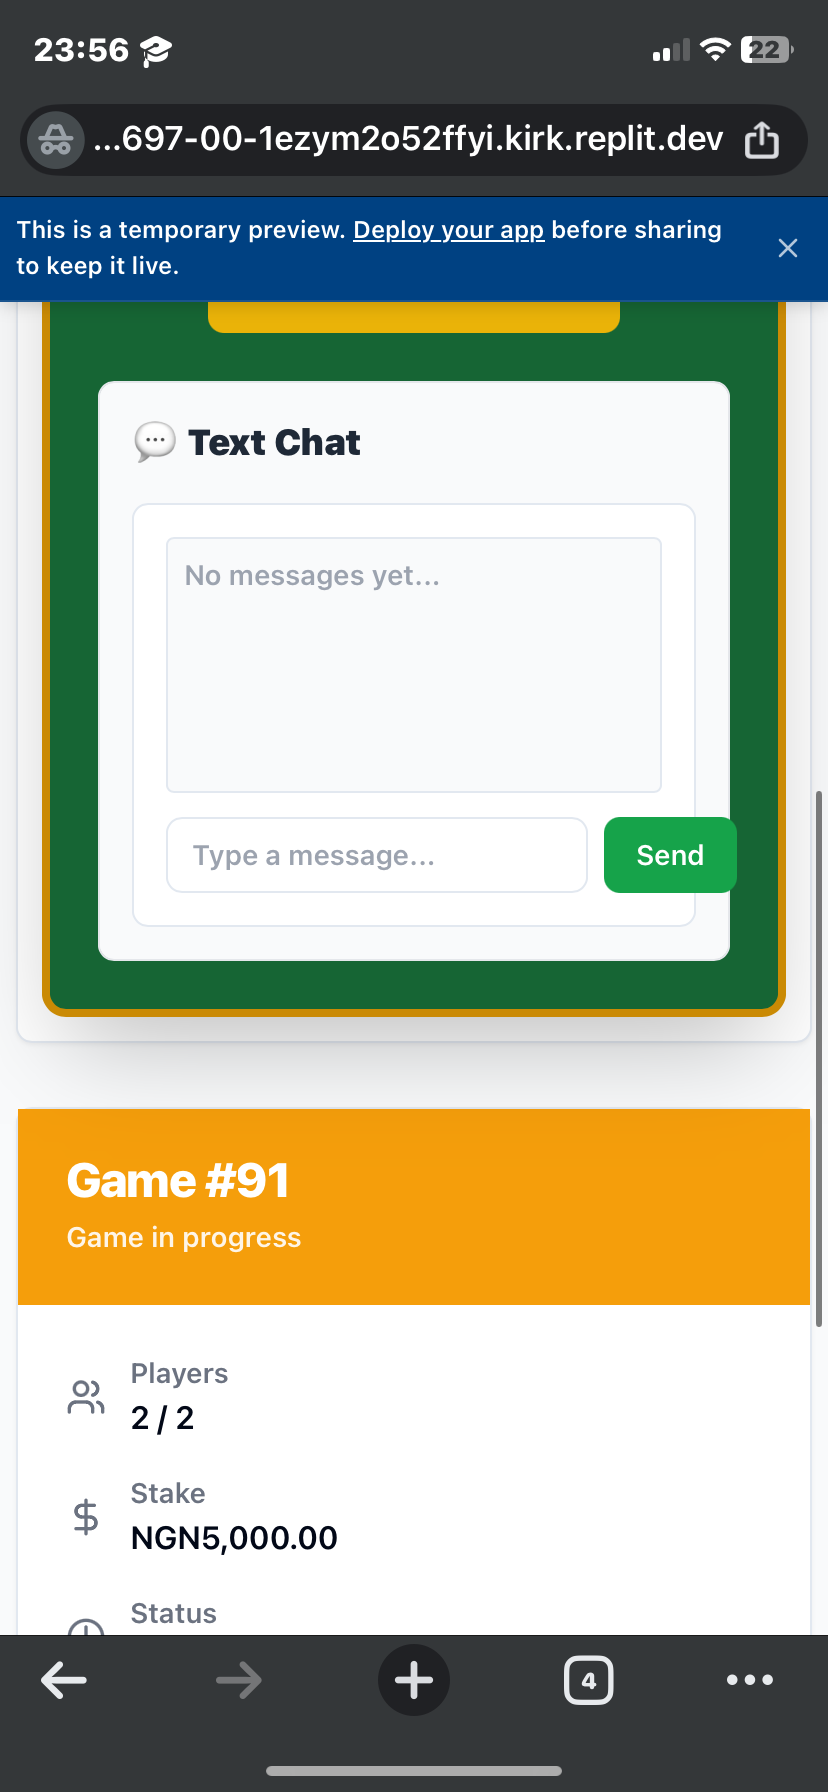 23:56
22
...697-00-1ezym2o52ffyi.kirk.replit.dev
This is a temporary preview. Deploy your app before sharing
to keep it live.
Text Chat
No messages yet...
Type a message...
Send
Game #91
Game in progress
Players
2 / 2
Stake
NGN5,000.00
Status
4